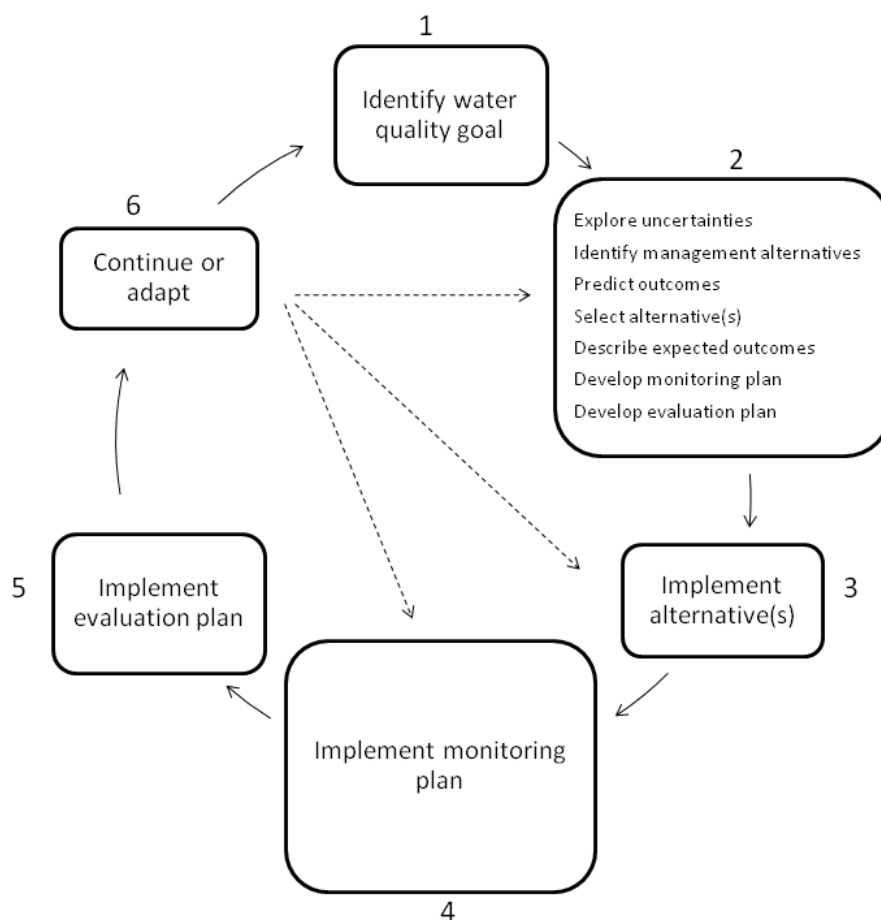 1
Identify water
quality goal
2
Explore uncertainties
Identify management alternatives
Predict outcomes
Select alternative(s)
Describe expected outcomes
Develop monitoring plan
Develop evaluation plan
3
Implement
alternative(s)
4
Implement monitoring
plan
5
Implement
evaluation plan
6
Continue or
adapt